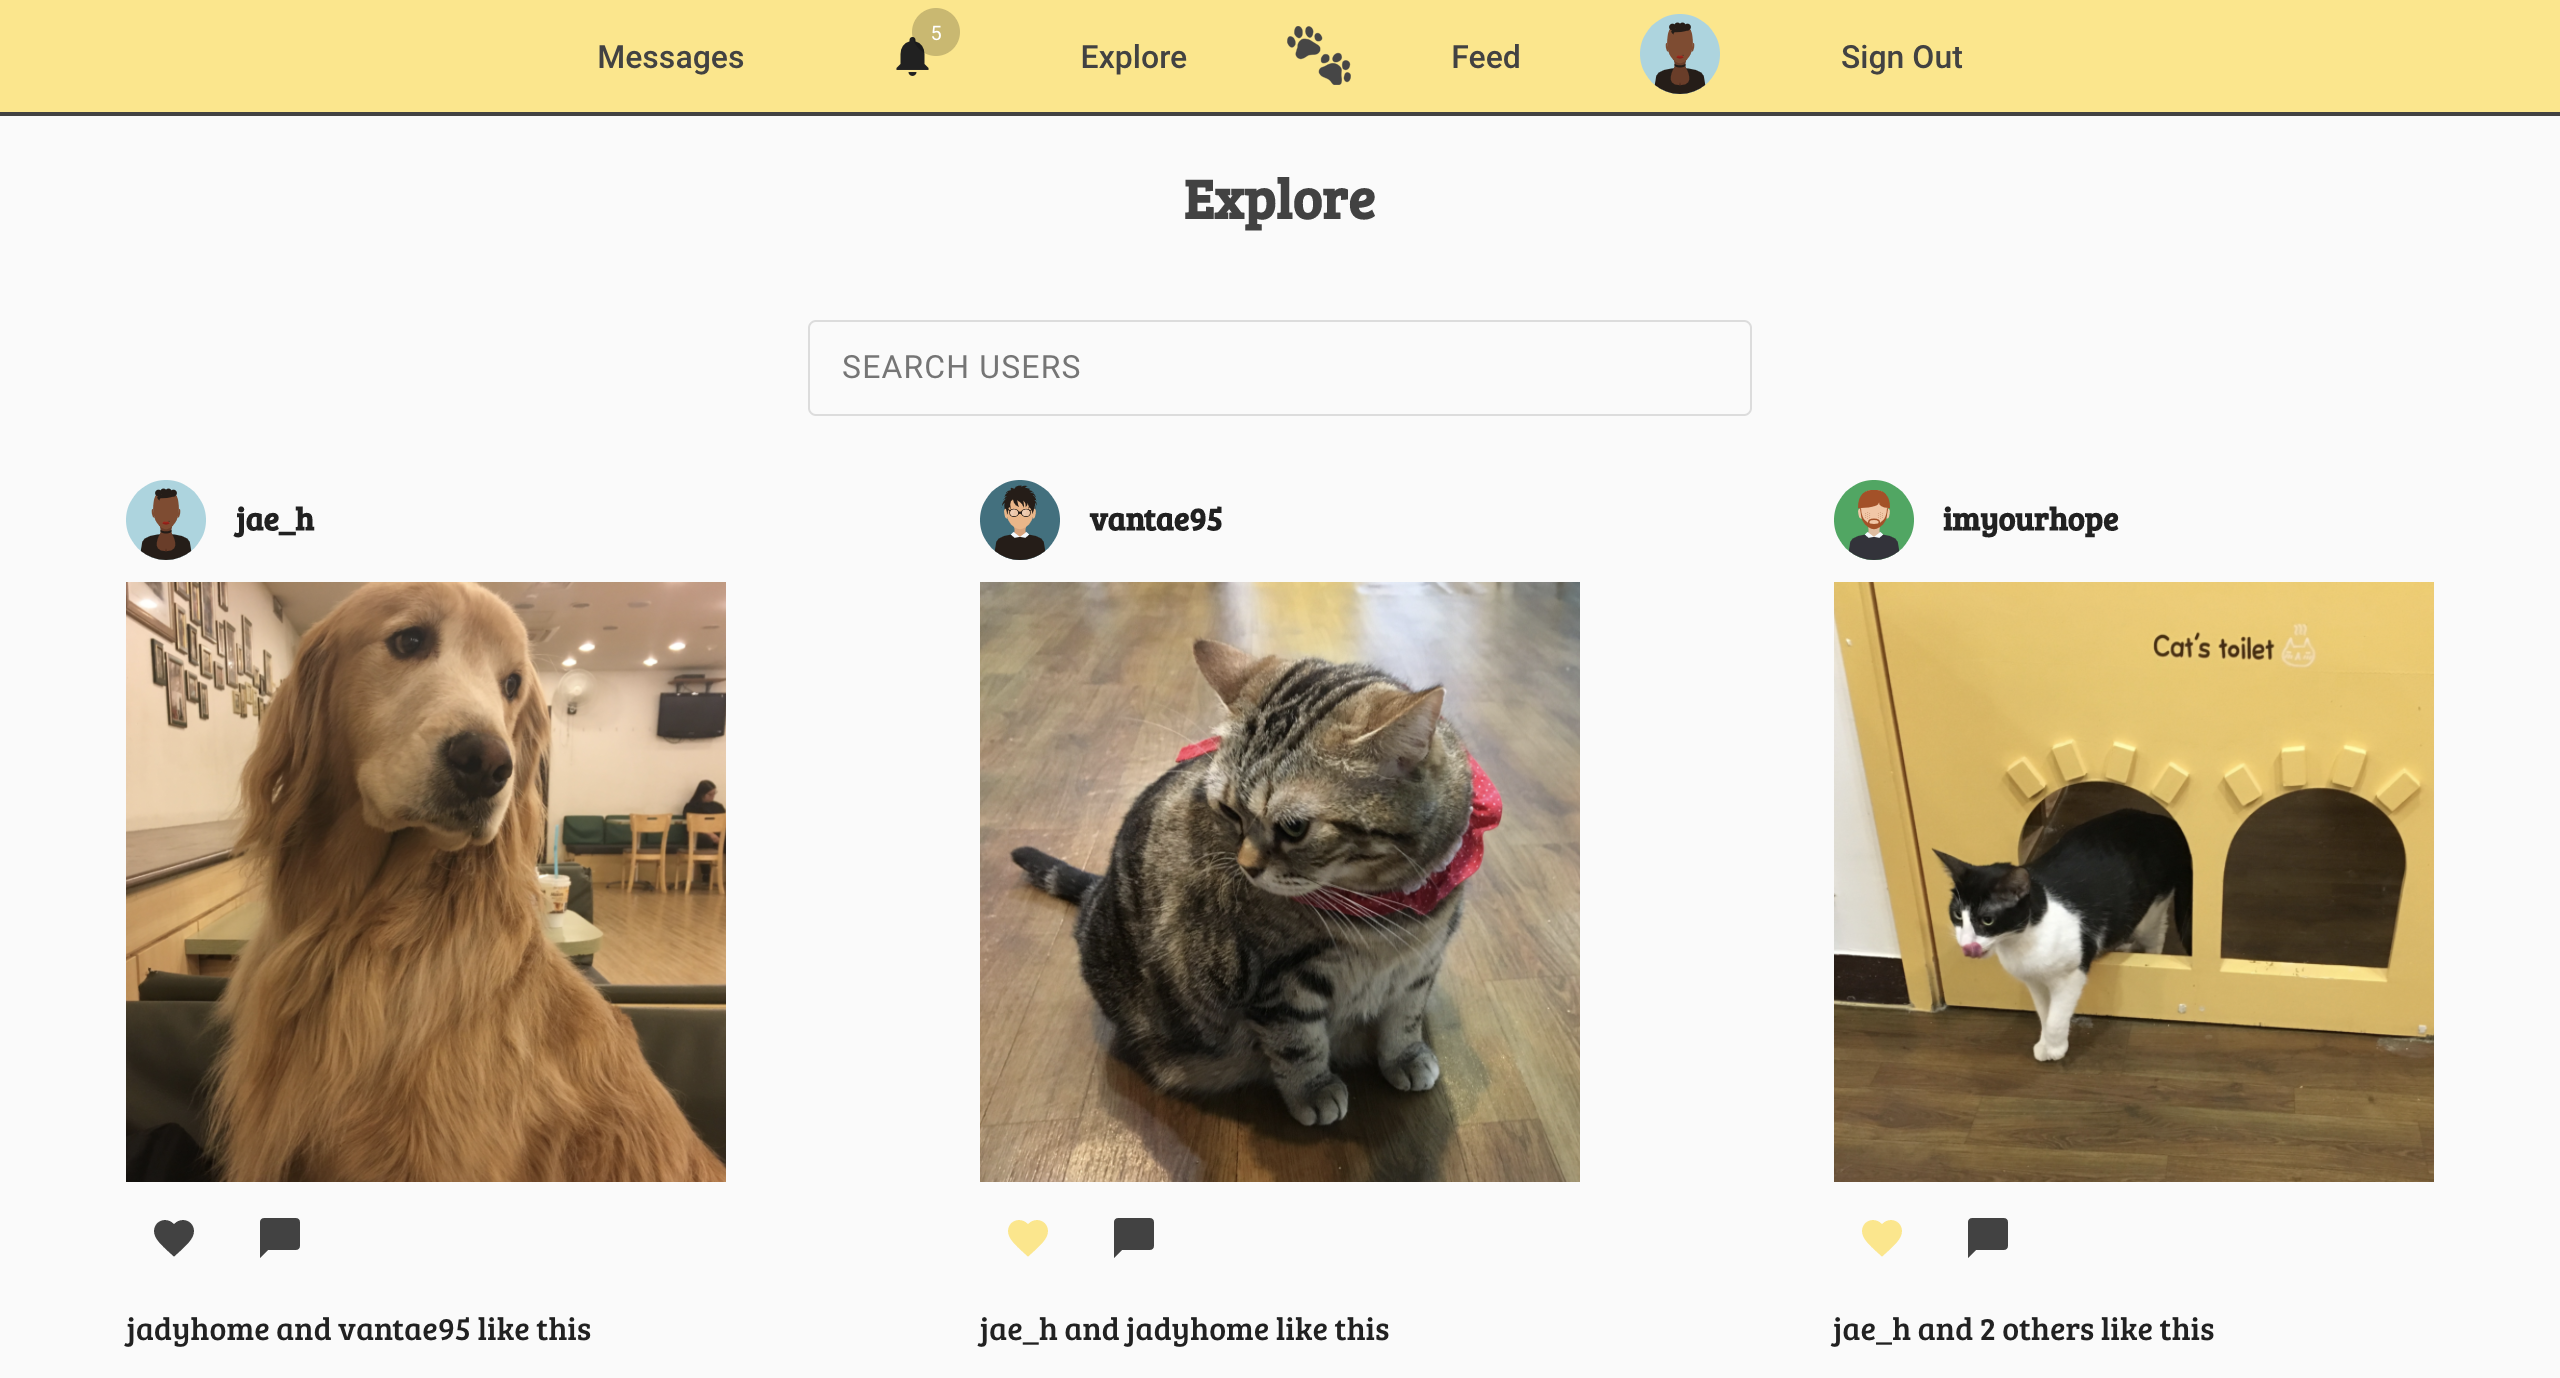 Messages 5 Explore Feed Sign Out
Explore
SEARCH USERS
jae_h
vantae95
imyourhope
Cat's toilet
jadyhome and vantae95 like this
jae_h and jadyhome like this
jae_h and 2 others like this